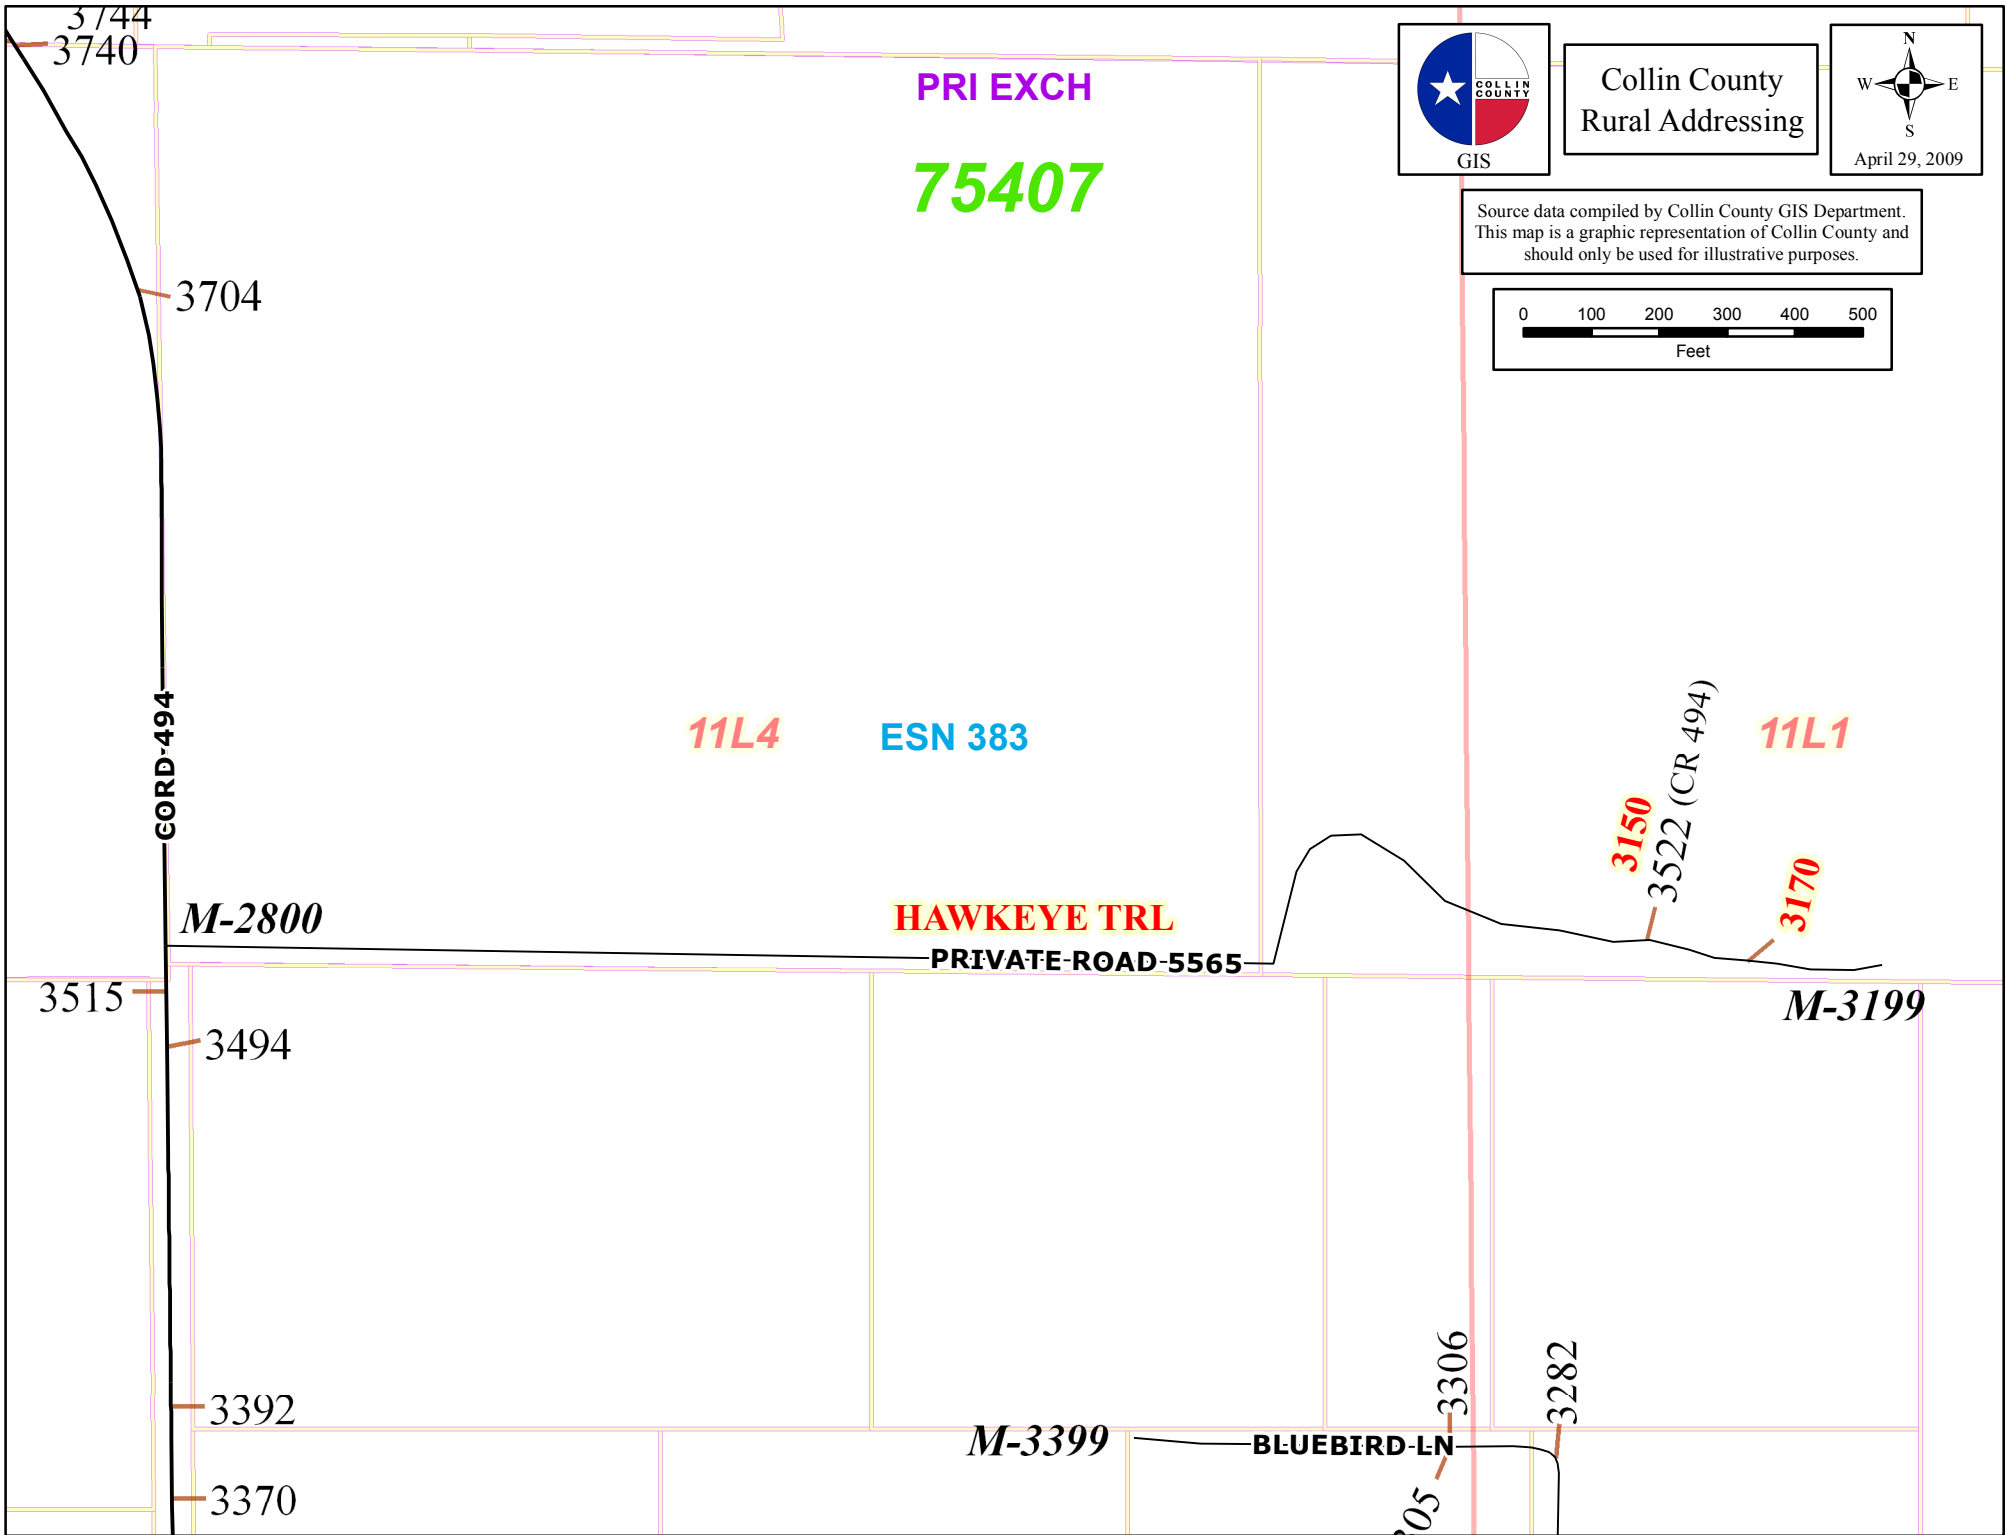 3744
3740
PRI EXCH
75407
COLLIN
COUNTY
GIS
Collin County
Rural Addressing
N
W E
S
April 29, 2009
Source data compiled by Collin County GIS Department.
This map is a graphic representation of Collin County and
should only be used for illustrative purposes.
0 100 200 300 400 500
Feet
3704
CORD 494
11L4
ESN 383
11L1
3150
3522 (CR 494)
3170
M-2800
HAWKEYE TRL
PRIVATE ROAD 5565
M-3199
3515
3494
3392
3306
3282
M-3399
BLUEBIRD LN
3370